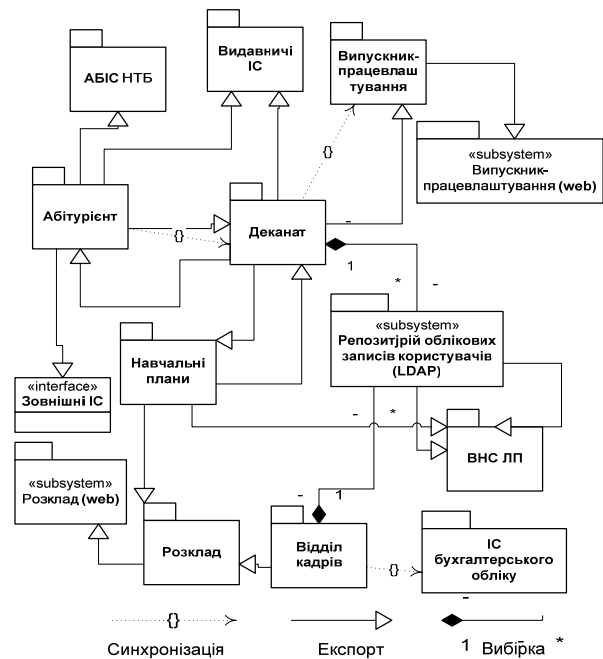 Видавничі
ІС
Випускник-
працевлаш
тування
АБІС НТБ
{}
«subsystem»
Випускник-
працевлаштування (web)
Абітурієнт
{}
Деканат
-
1
*
-
«subsystem»
Репозитјрій облікових
записів користувачів
(LDAP)
Навчальні
плани
«interface»
Зовнішні ІС
-
*
ВНС ЛП
«subsystem»
Розклад (web)
-
1
Розклад
Відділ
кадрів
{}
ІС
бухгалтерського
обліку
{}
Синхронізація
Експорт
-
1
-
*
Вибірка